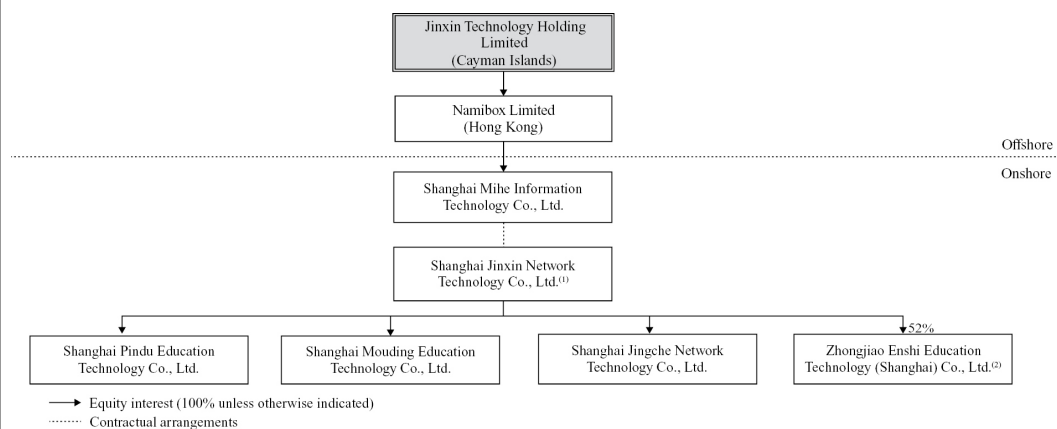 Jinxin Technology Holding
Limited
(Cayman Islands)
Namibox Limited
(Hong Kong)
Offshore
Onshore
Shanghai Mihe Information
Technology Co., Ltd.
Shanghai Jinxin Network
Technology Co., Ltd.(1)
52%
Shanghai Pindu Education
Technology Co., Ltd.
Shanghai Mouding Education
Technology Co., Ltd.
Shanghai Jingche Network
Technology Co., Ltd.
Zhongjiao Enshi Education
Technology (Shanghai) Co., Ltd.(2)
Equity interest (100% unless otherwise indicated)
Contractual arrangements